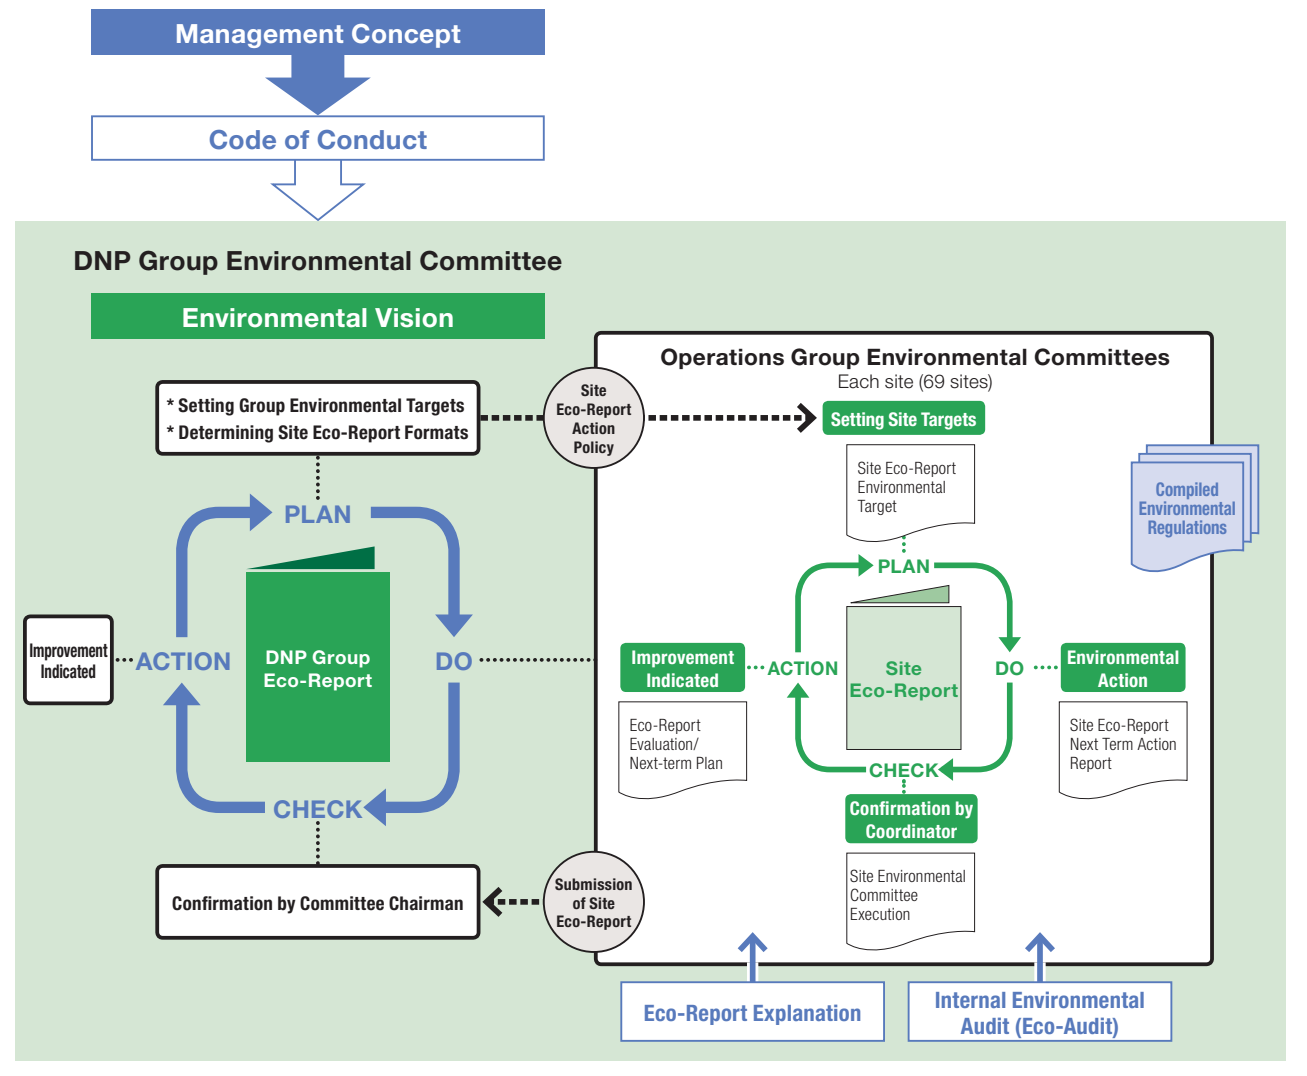 Management Concept
Code of Conduct
DNP Group Environmental Committee
Environmental Vision
* Setting Group Environmental Targets
* Determining Site Eco-Report Formats
Site
Eco-Report
Action
Policy
PLAN
DO
CHECK
ACTION
DNP Group
Eco-Report
Improvement
Indicated
Confirmation by Committee Chairman
Submission
of Site
Eco-Report
Operations Group Environmental Committees
Each site (69 sites)
Setting Site Targets
Site Eco-Report
Environmental
Target
Compiled
Environmental
Regulations
PLAN
DO
CHECK
ACTION
Site
Eco-Report
Improvement
Indicated
Eco-Report
Evaluation/
Next-term Plan
Environmental
Action
Site Eco-Report
Next Term Action
Report
Confirmation by
Coordinator
Site Environmental
Committee
Execution
Eco-Report Explanation
Internal Environmental
Audit (Eco-Audit)